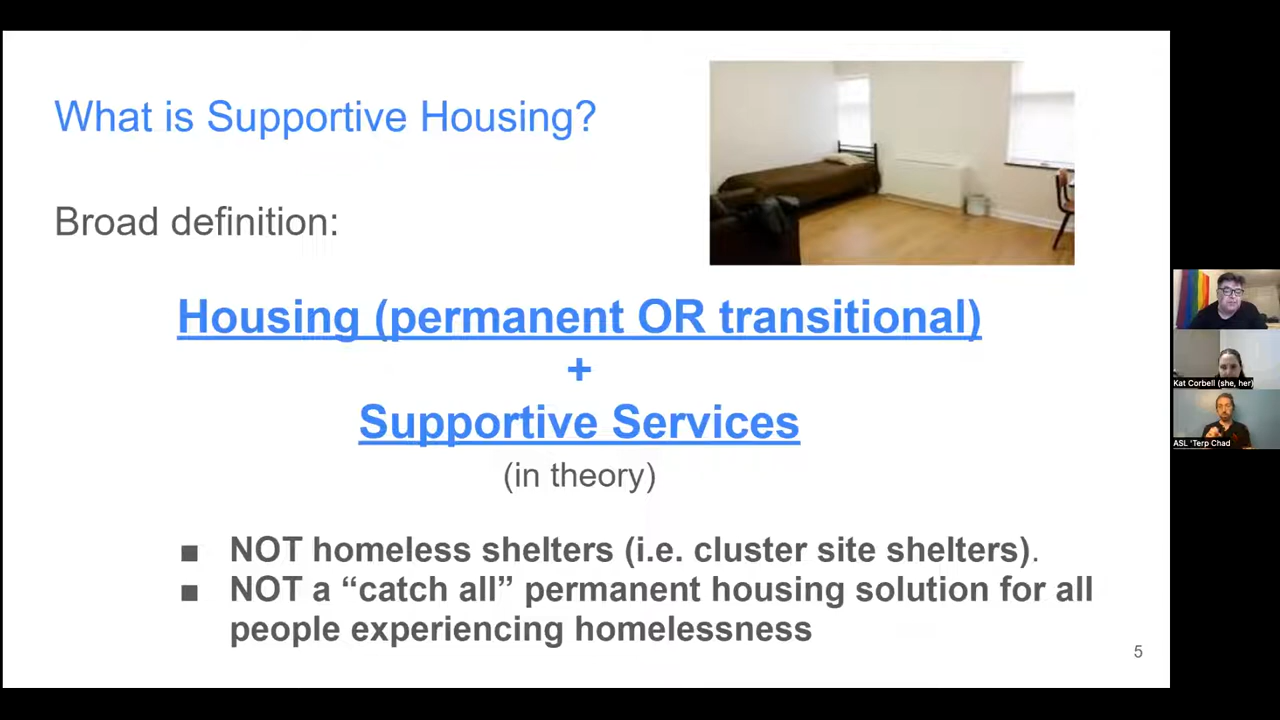 What is Supportive Housing?
Broad definition:
Housing (permanent OR transitional)
+
Supportive Services
(in theory)
■ NOT homeless shelters (i.e. cluster site shelters).
■ NOT a “catch all” permanent housing solution for all
people experiencing homelessness
5
Kat Corbell (she, her)
ASL 'Terp Chad